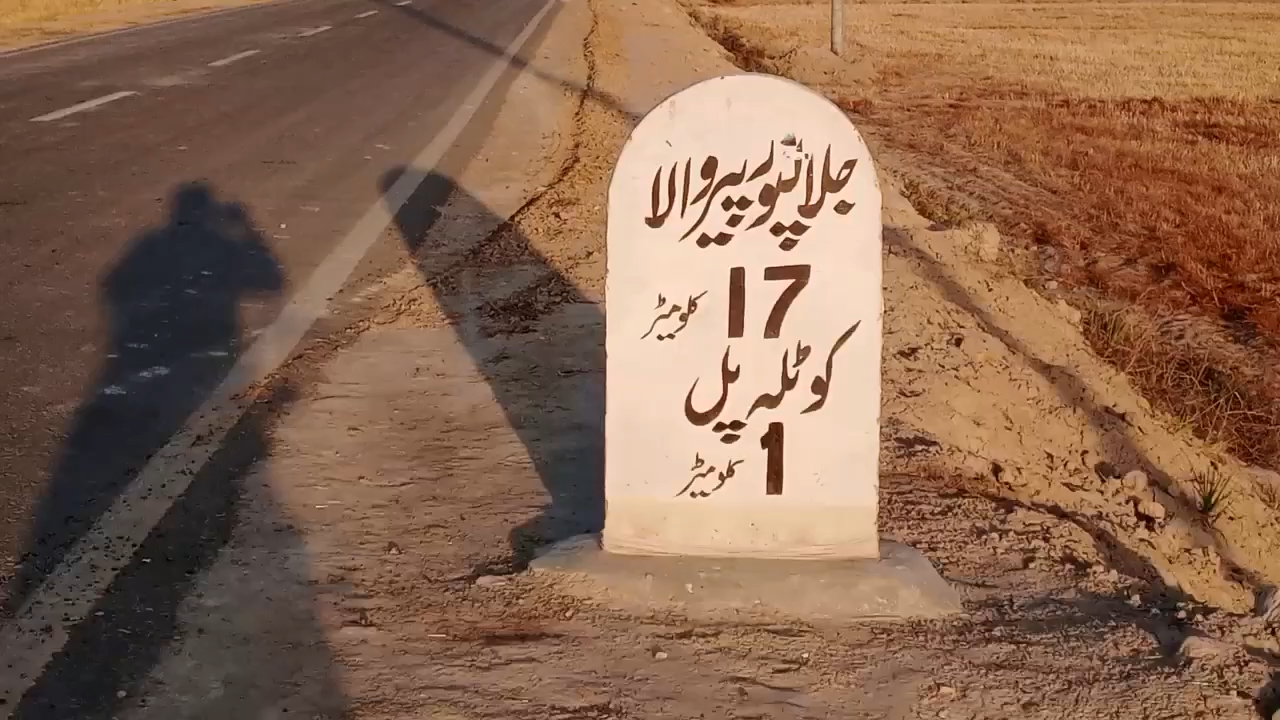 جلالپور پیروالا
17 کلومیٹر
کوٹلہ پل
1 کلومیٹر